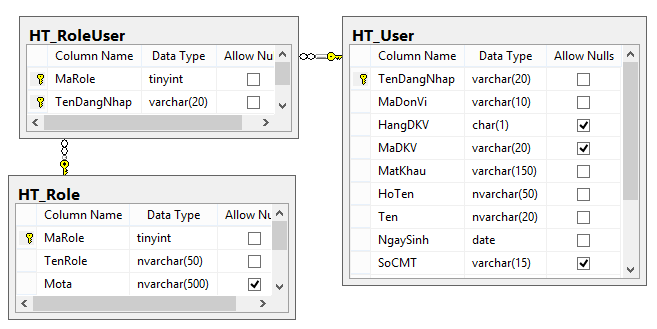 HT_RoleUser
Column Name Data Type Allow Nu
MaRole tinyint
TenDangNhap varchar(20)
HT_User
Column Name Data Type Allow Nulls
TenDangNhap varchar(20)
MaDonVi varchar(10)
HangDKV char(1)
MaDKV varchar(20)
MatKhau varchar(150)
HoTen nvarchar(50)
Ten nvarchar(20)
NgaySinh date
SoCMT varchar(15)
HT_Role
Column Name Data Type Allow Nu
MaRole tinyint
TenRole nvarchar(50)
Mota nvarchar(500)